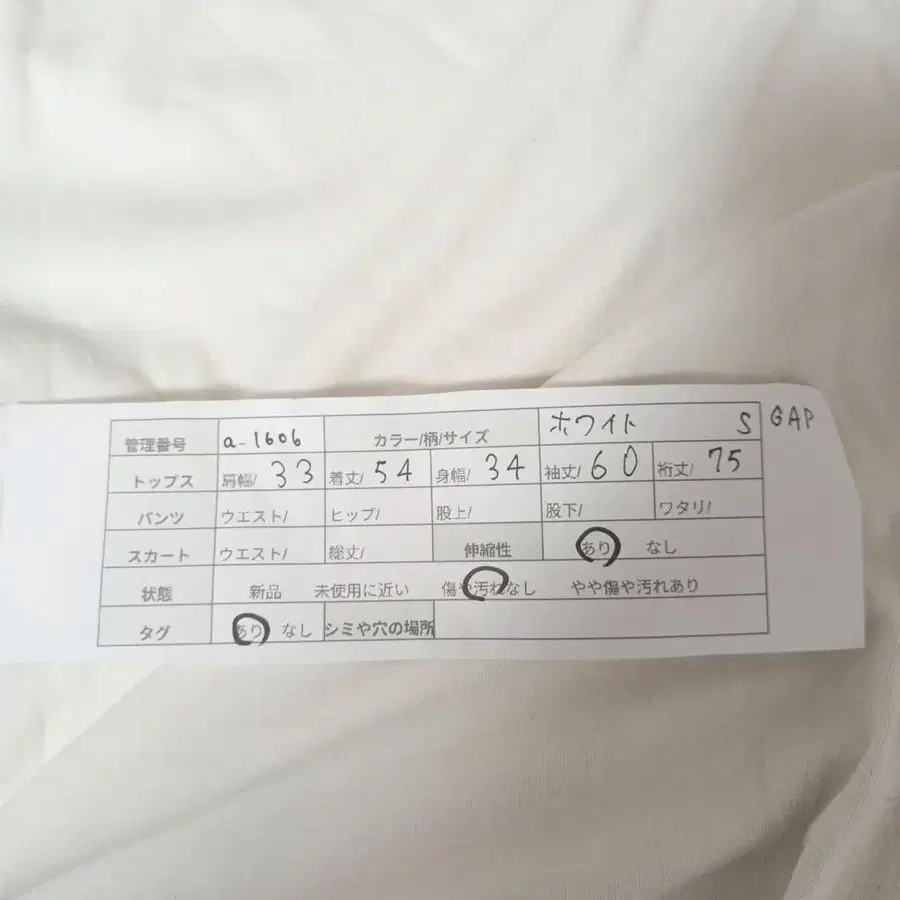 管理番号 a-1606 カラー/柄/サイズ ホワイト S GAP
トップス 肩幅/ 33 着丈/ 54 身幅/ 34 袖丈/ 60 裄丈/ 75
パンツ ウエスト/ ヒップ/ 股上/ 股下/ ワタリ/
スカート ウエスト/ 総丈/ 伸縮性 あり なし
状態 新品 未使用に近い 傷や汚れなし やや傷や汚れあり
タグ あり なし シミや穴の場所